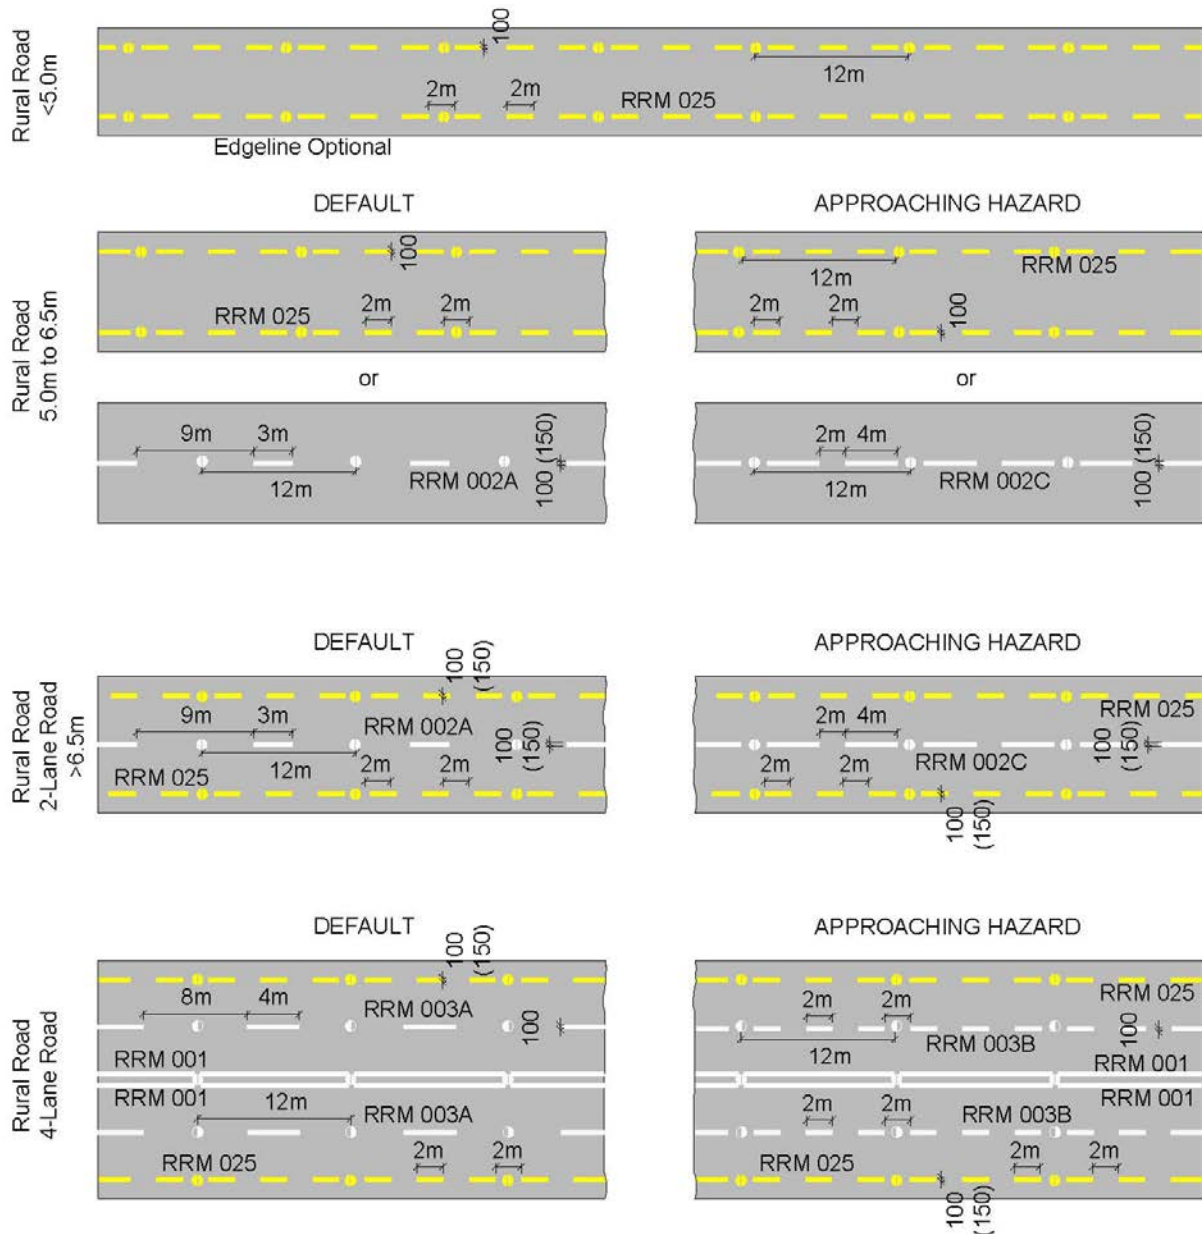 Rural Road
<5.0m
100
12m
2m
2m
RRM 025
Edgeline Optional
DEFAULT
APPROACHING HAZARD
Rural Road
5.0m to 6.5m
100
RRM 025
2m
2m
12m
RRM 025
2m
2m
100
or
or
9m
3m
12m
RRM 002A
100 (150)
2m
4m
12m
RRM 002C
100 (150)
DEFAULT
APPROACHING HAZARD
Rural Road
2-Lane Road
>6.5m
100
(150)
9m
3m
RRM 002A
100
(150)
RRM 025
12m
2m
2m
RRM 025
2m
4m
100
(150)
RRM 002C
2m
2m
100
(150)
DEFAULT
APPROACHING HAZARD
Rural Road
4-Lane Road
100
(150)
8m
4m
RRM 003A
100
RRM 001
RRM 001
12m
RRM 003A
RRM 025
2m
2m
RRM 025
2m
2m
100
12m
RRM 003B
RRM 001
RRM 001
2m
2m
RRM 003B
RRM 025
2m
2m
100
(150)